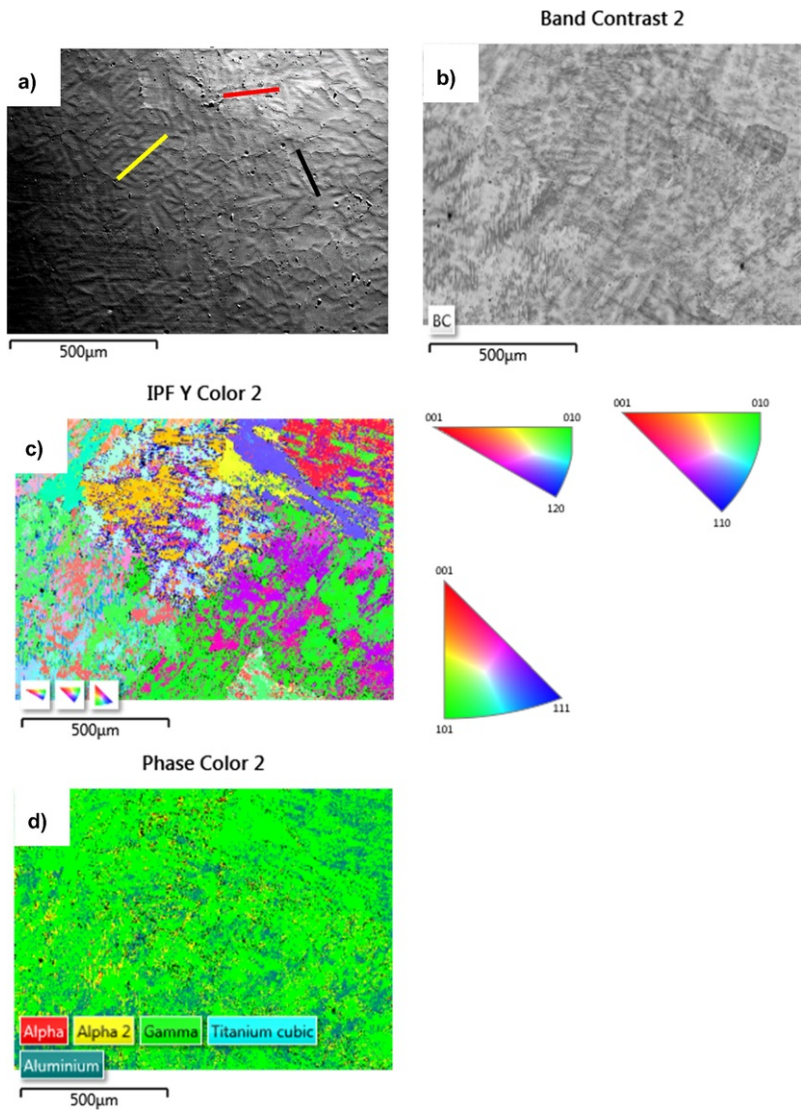 Band Contrast 2
a)
b)
BC
500µm
500µm
IPF Y Color 2
c)
001
010
120
001
010
110
001
101
111
500µm
Phase Color 2
d)
Alpha
Alpha 2
Gamma
Titanium cubic
Aluminium
500µm